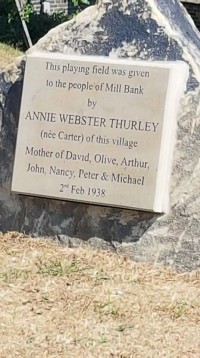 This playing field was given
to the people of Mill Bank
by
ANNIE WEBSTER THURLEY
(née Carter) of this village
Mother of David, Olive, Arthur,
John, Nancy, Peter & Michael
2nd Feb 1938